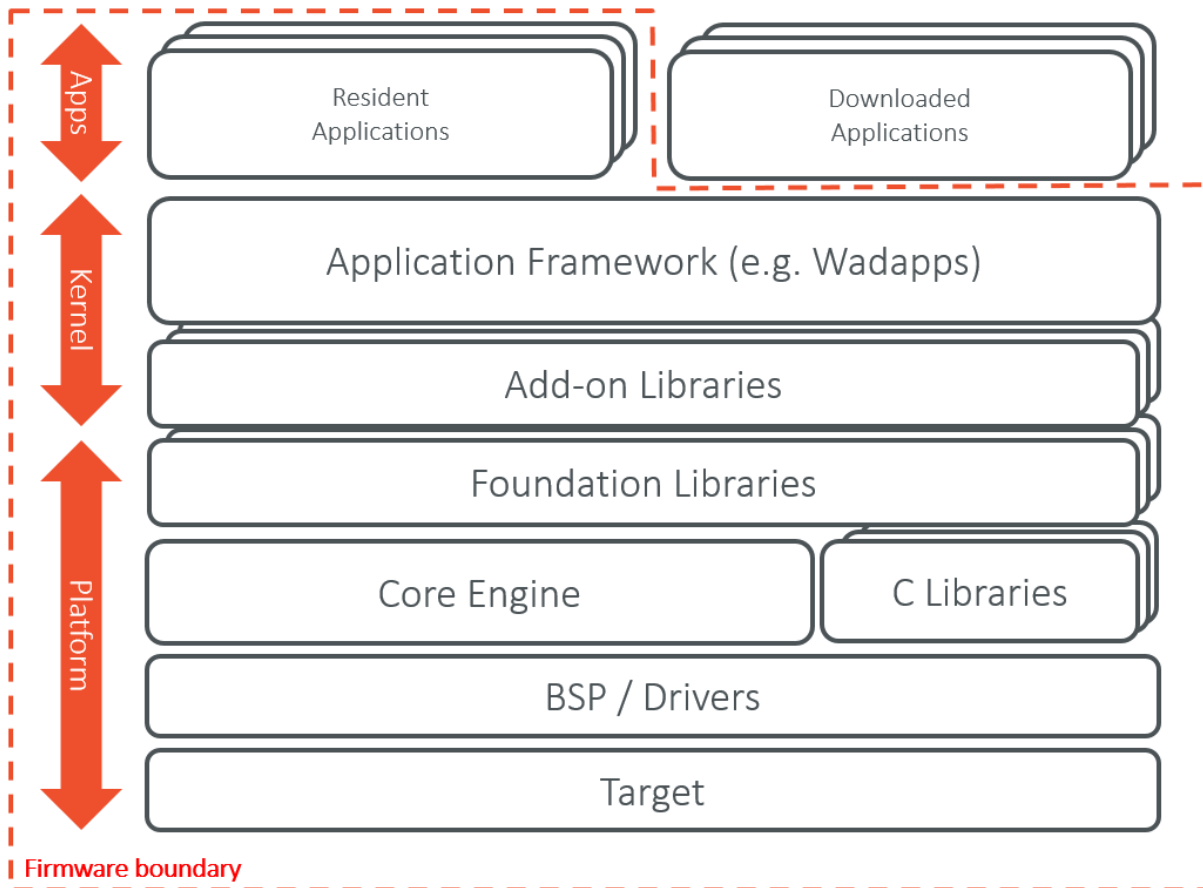 Apps
Resident
Applications
Downloaded
Applications
Kernel
Application Framework (e.g. Wadapps)
Add-on Libraries
Platform
Foundation Libraries
Core Engine
C Libraries
BSP / Drivers
Target
Firmware boundary